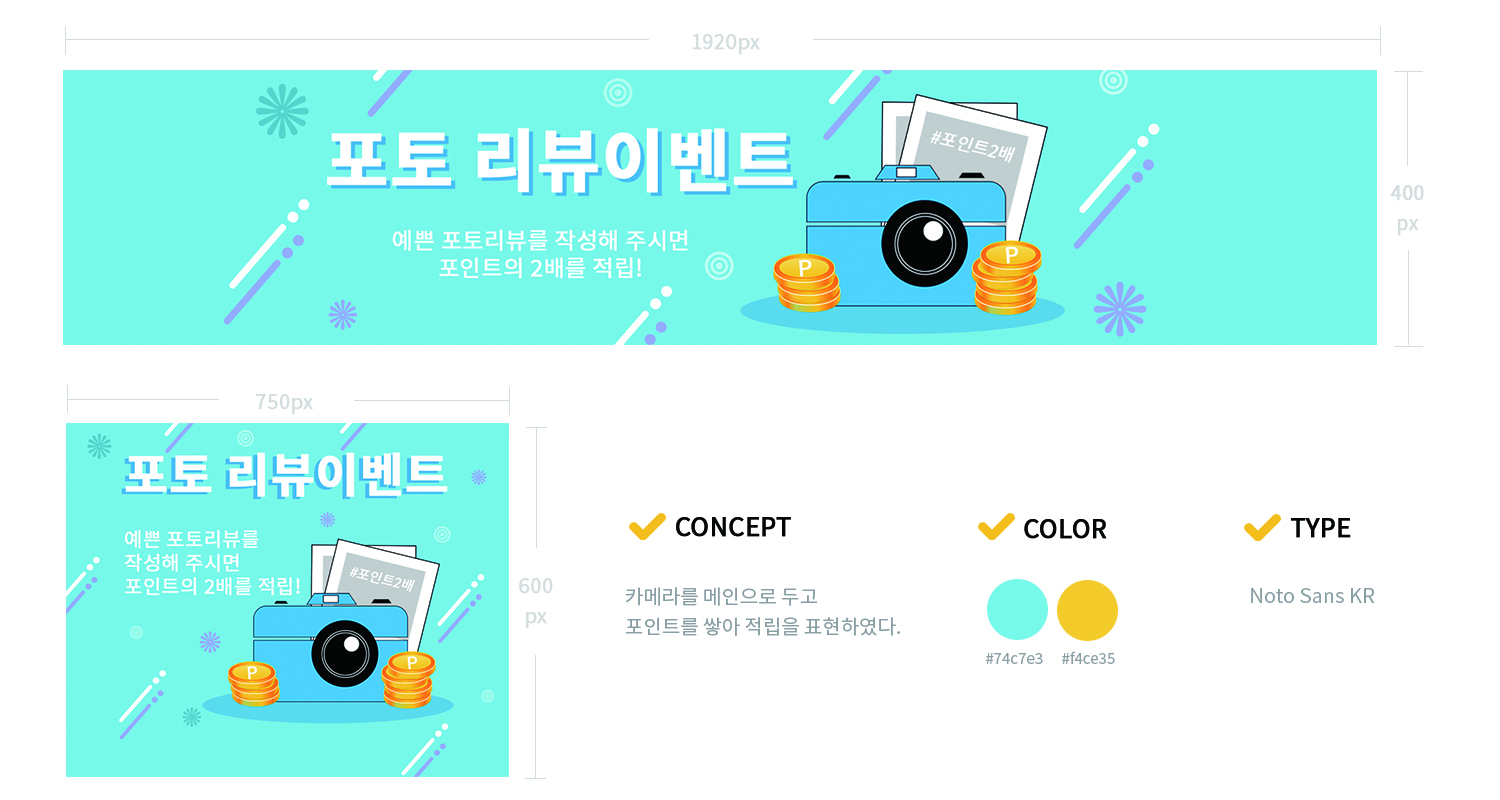 1920px
포토 리뷰이벤트
예쁜 포토리뷰를 작성해 주시면
포인트의 2배를 적립!
#포인트2배
P
P
400
px
750px
포토 리뷰이벤트
예쁜 포토리뷰를
작성해 주시면
포인트의 2배를 적립!
#포인트2배
P
P
600
px
CONCEPT
카메라를 메인으로 두고
포인트를 쌓아 적립을 표현하였다.
COLOR
#74c7e3 #f4ce35
TYPE
Noto Sans KR